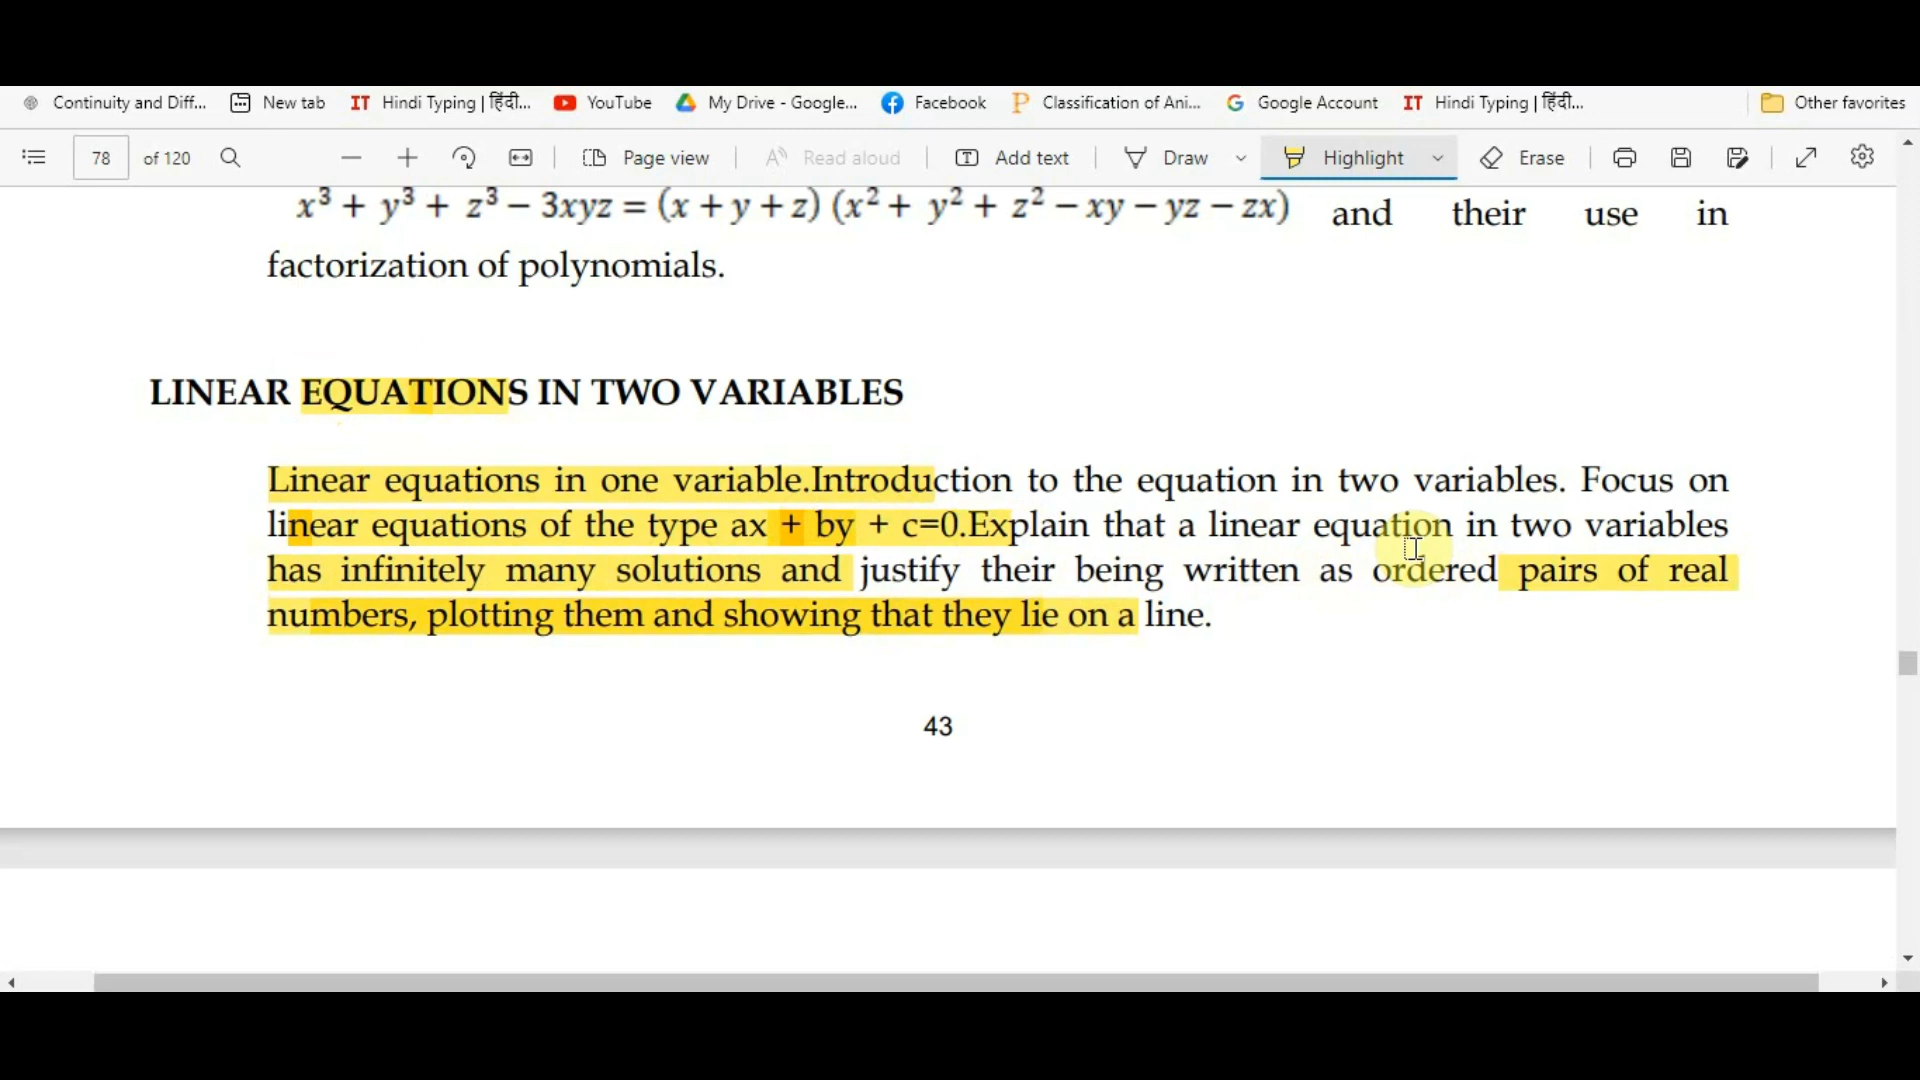 Continuity and Diff... New tab IT Hindi Typing | हिंदी... YouTube My Drive - Google... Facebook Classification of Ani... Google Account IT Hindi Typing | हिंदी... Other favorites
78 of 120 Page view Read aloud Add text Draw Highlight Erase
x³ + y³ + z³ − 3xyz = (x + y + z) (x² + y² + z² − xy − yz − zx) and their use in
factorization of polynomials.
LINEAR EQUATIONS IN TWO VARIABLES
Linear equations in one variable.Introduction to the equation in two variables. Focus on
linear equations of the type ax + by + c=0.Explain that a linear equation in two variables
has infinitely many solutions and justify their being written as ordered pairs of real
numbers, plotting them and showing that they lie on a line.
43